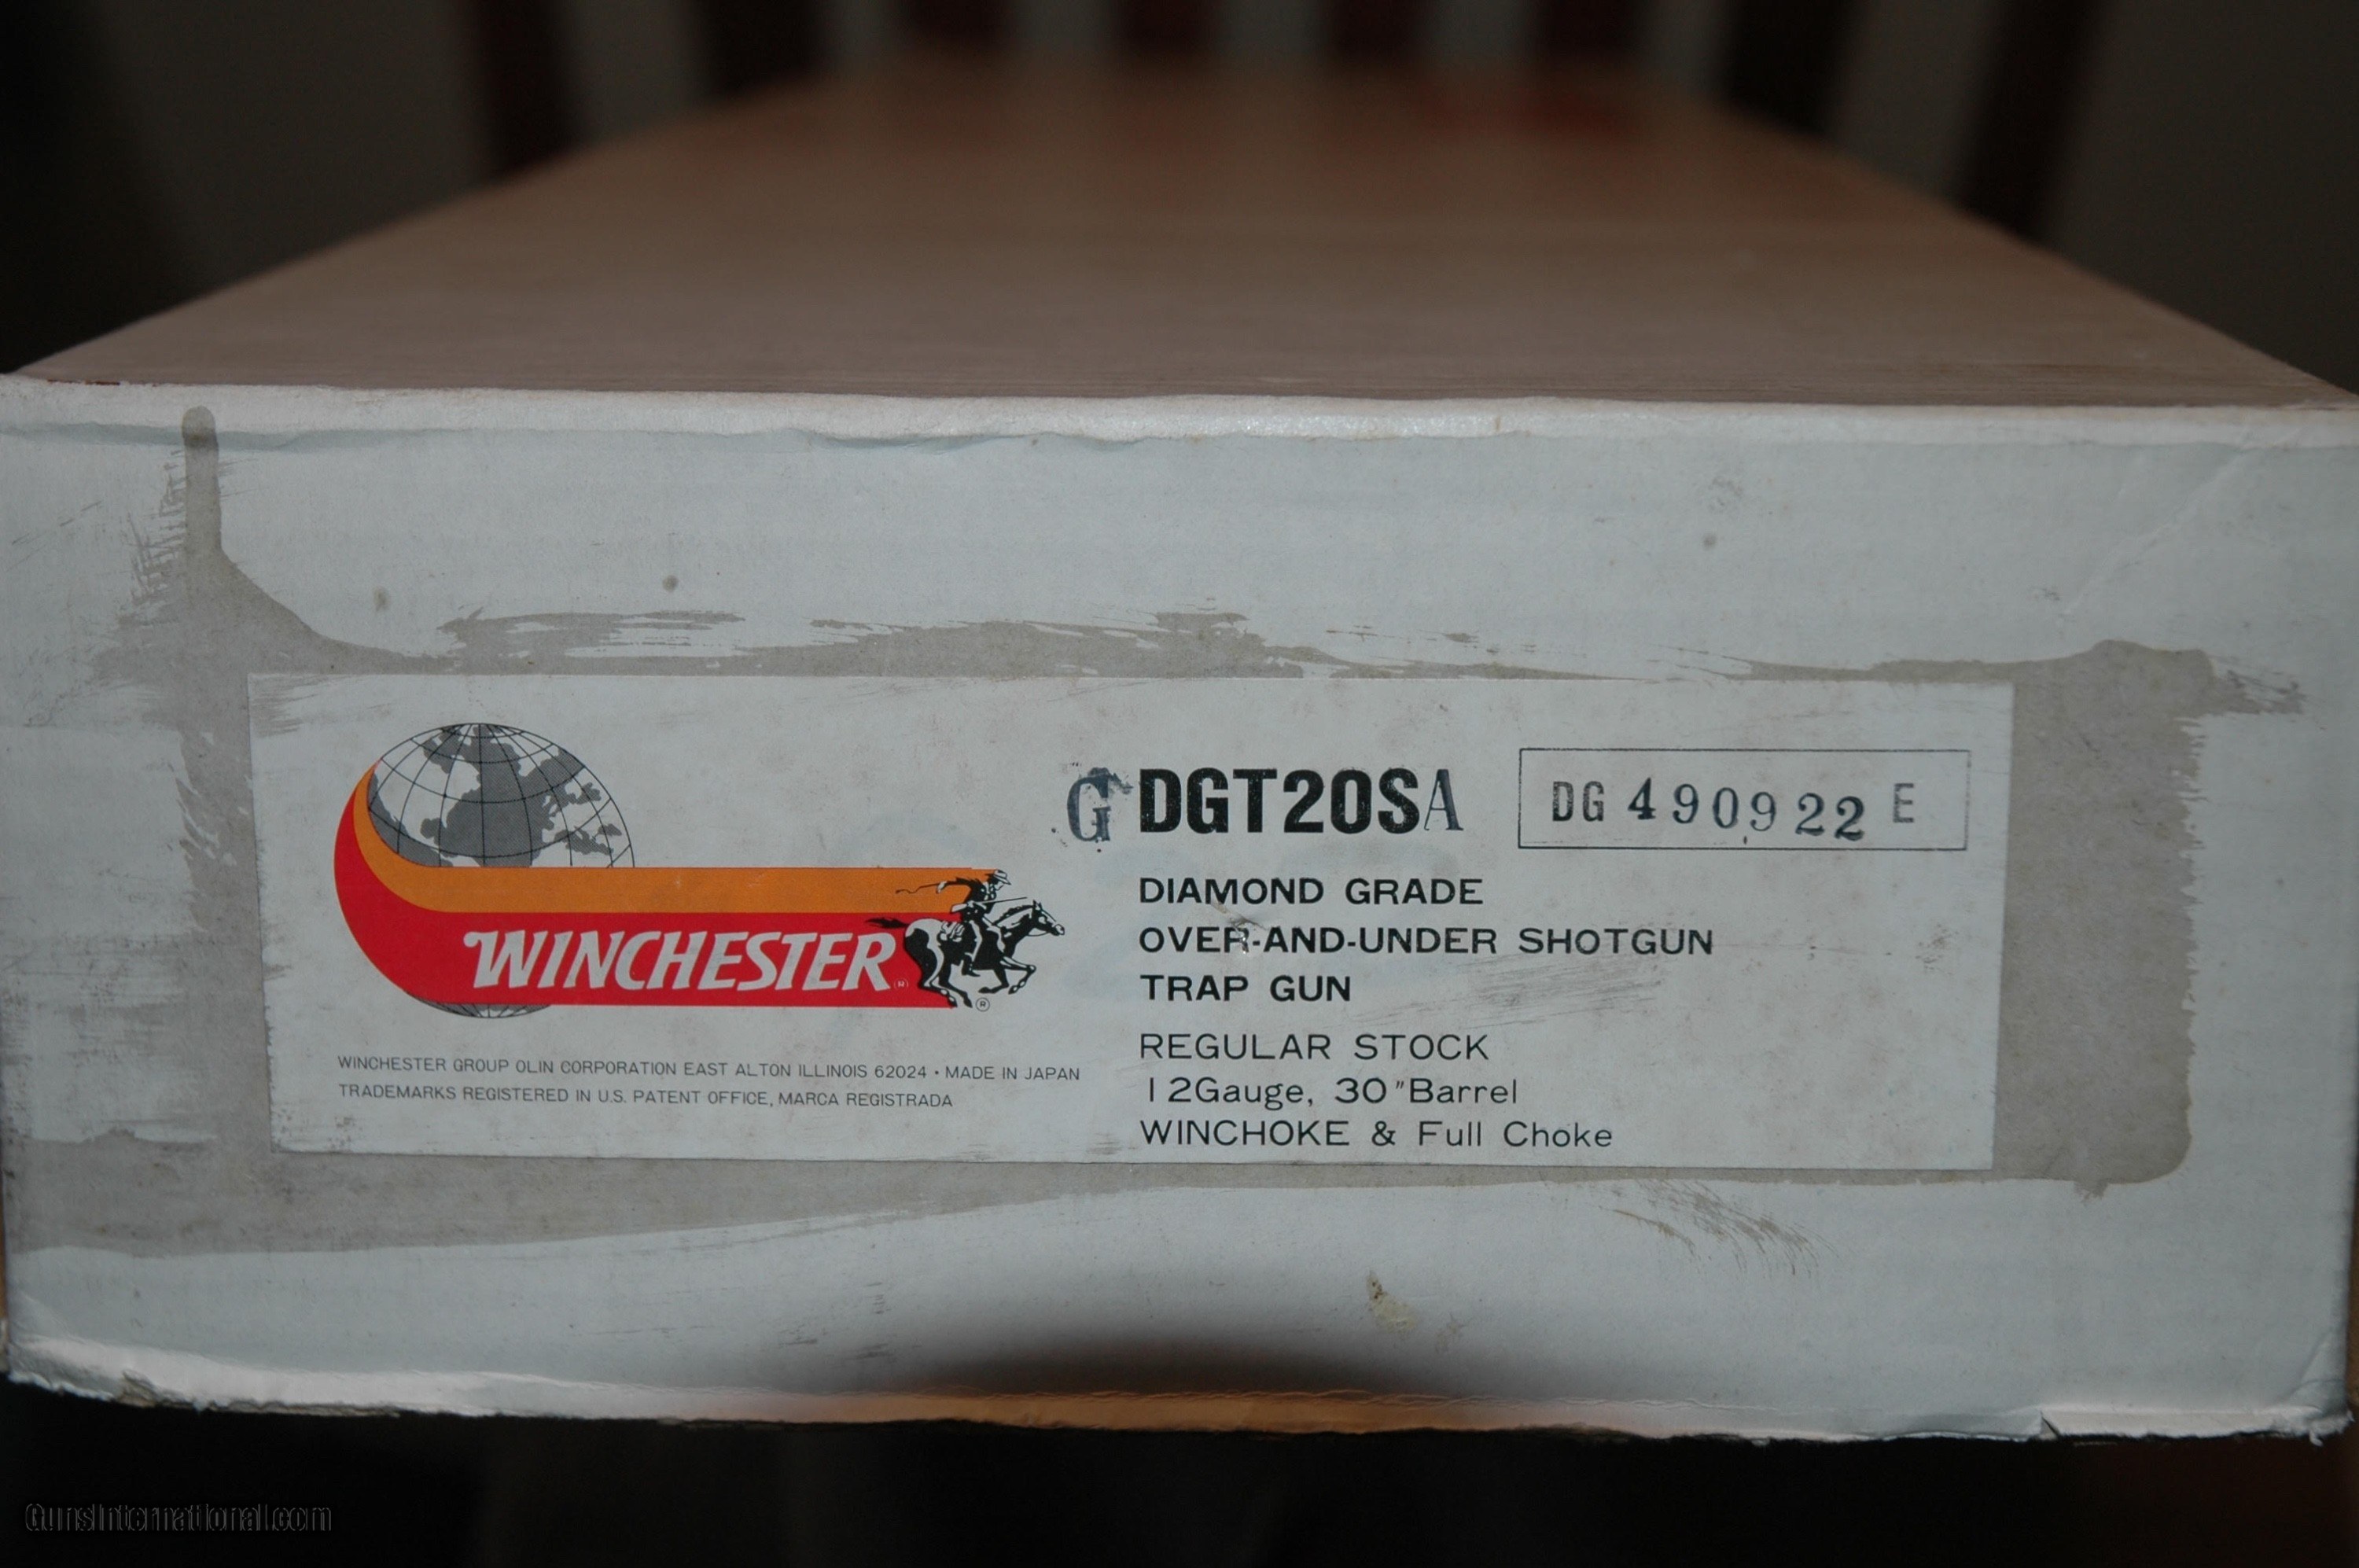 G DGT20SA
DG 490922 E
DIAMOND GRADE
OVER-AND-UNDER SHOTGUN
TRAP GUN
REGULAR STOCK
12Gauge, 30"Barrel
WINCHOKE & Full Choke
WINCHESTER ®
®
WINCHESTER GROUP OLIN CORPORATION EAST ALTON ILLINOIS 62024 • MADE IN JAPAN
TRADEMARKS REGISTERED IN U.S. PATENT OFFICE, MARCA REGISTRADA
GunsInternational.com